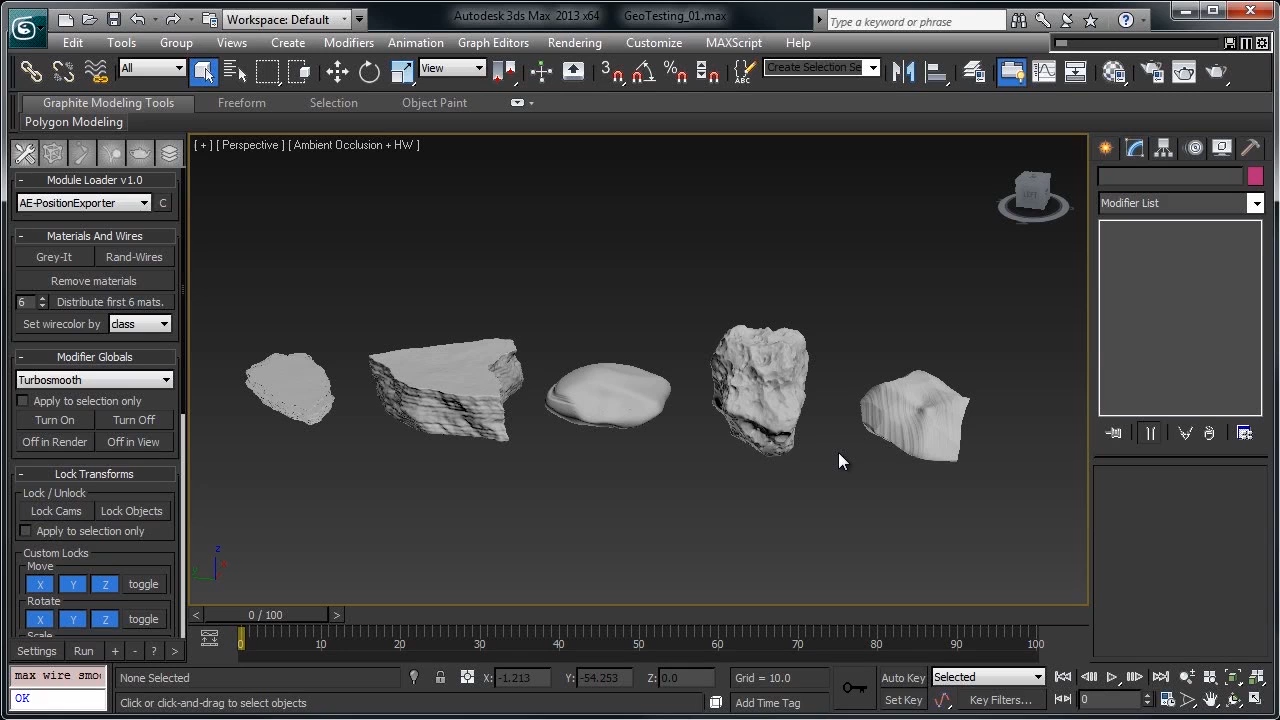 Workspace: Default
Autodesk 3ds Max 2013 x64 GeoTesting_01.max
Type a keyword or phrase
Edit Tools Group Views Create Modifiers Animation Graph Editors Rendering Customize MAXScript Help
All
View
3
ABC
Create Selection Se
Graphite Modeling Tools Freeform Selection Object Paint
Polygon Modeling
[ + ] [ Perspective ] [ Ambient Occlusion + HW ]
- Module Loader v1.0
AE-PositionExporter C
- Materials And Wires
Grey-It Rand-Wires
Remove materials
6 Distribute first 6 mats.
Set wirecolor by class
- Modifier Globals
Turbosmooth
Apply to selection only
Turn On Turn Off
Off in Render Off in View
- Lock Transforms
Lock / Unlock
Lock Cams Lock Objects
Apply to selection only
Custom Locks
Move
X Y Z toggle
Rotate
X Y Z toggle
Scale
Settings Run + - ? >
LEFT
Modifier List
z
< 0 / 100 >
0 10 20 30 40 50 60 70 80 90 100
max wire smoo
OK
None Selected
X: -1.213 Y: -54.253 Z: 0.0
Grid = 10.0
Auto Key Selected
Click or click-and-drag to select objects
Add Time Tag
Set Key Key Filters...
0